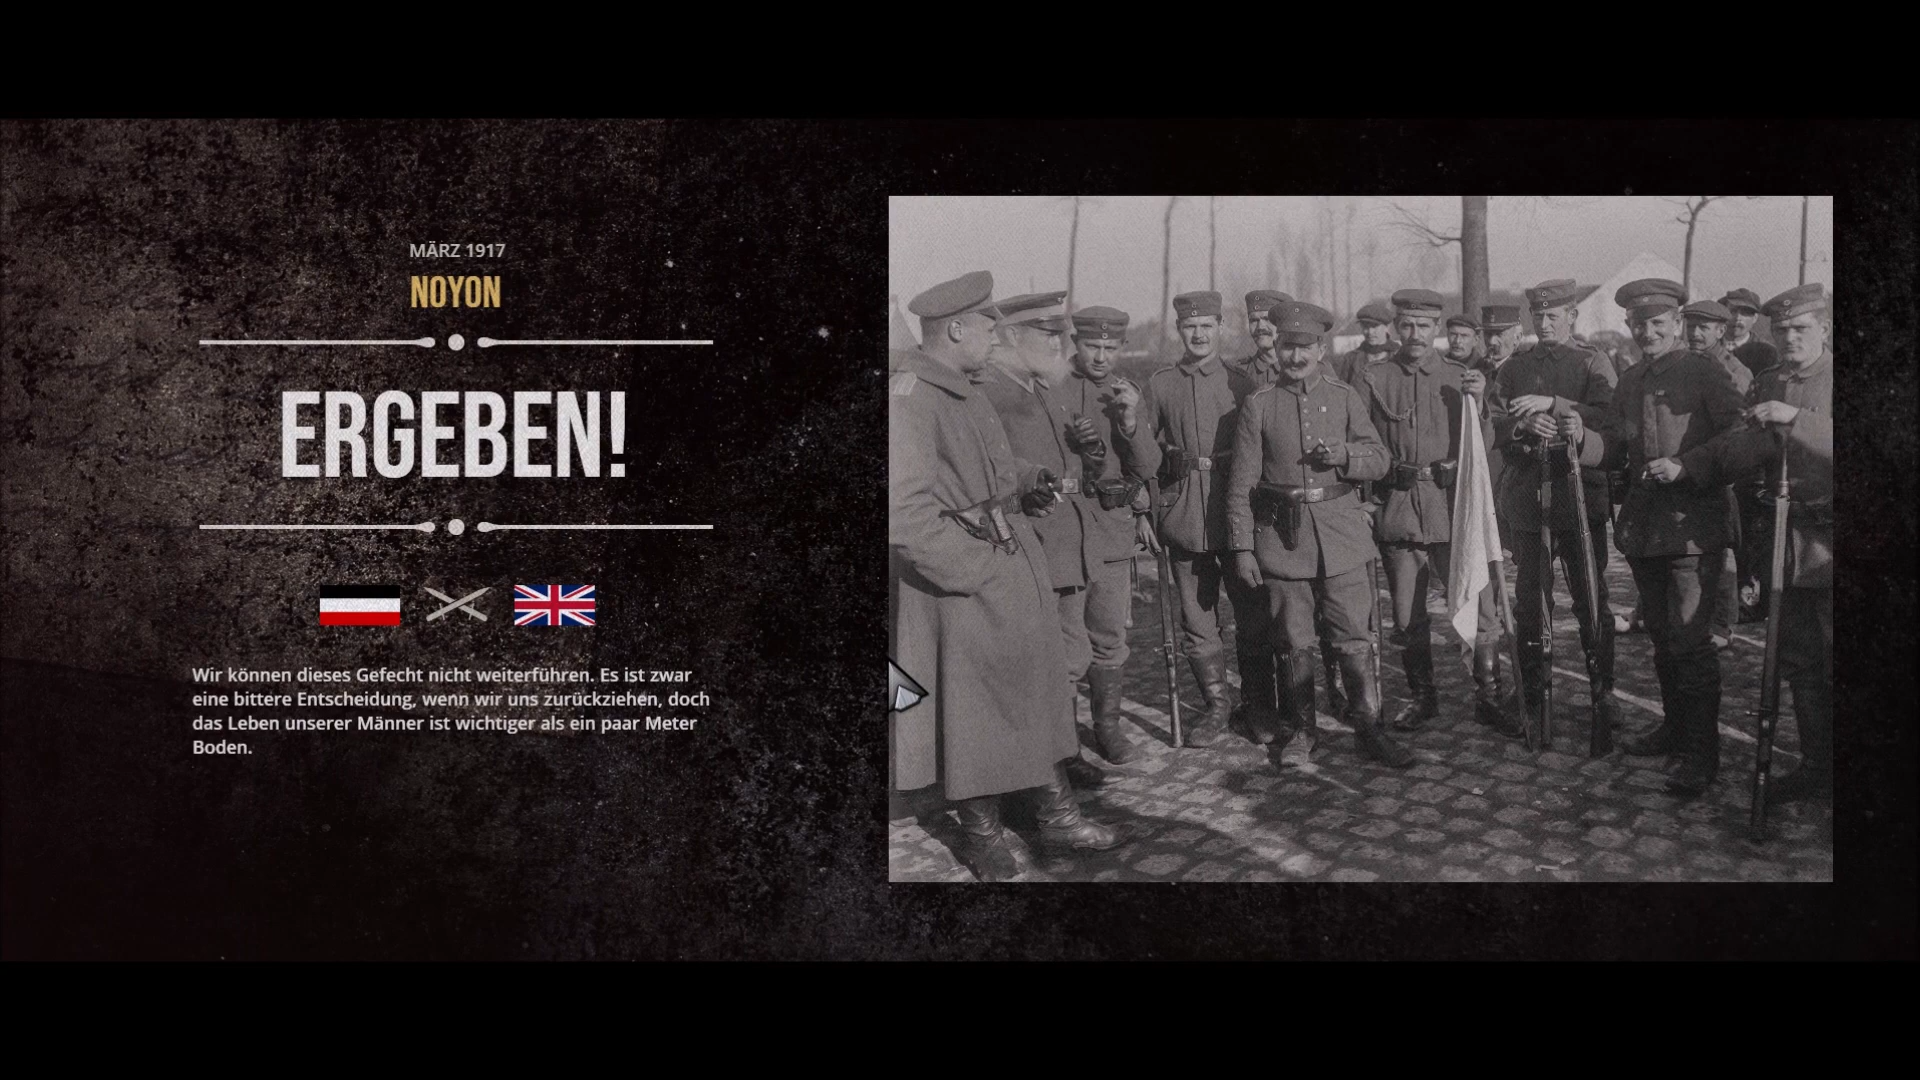 MÄRZ 1917
NOYON
ERGEBEN!
Wir können dieses Gefecht nicht weiterführen. Es ist zwar
eine bittere Entscheidung, wenn wir uns zurückziehen, doch
das Leben unserer Männer ist wichtiger als ein paar Meter
Boden.